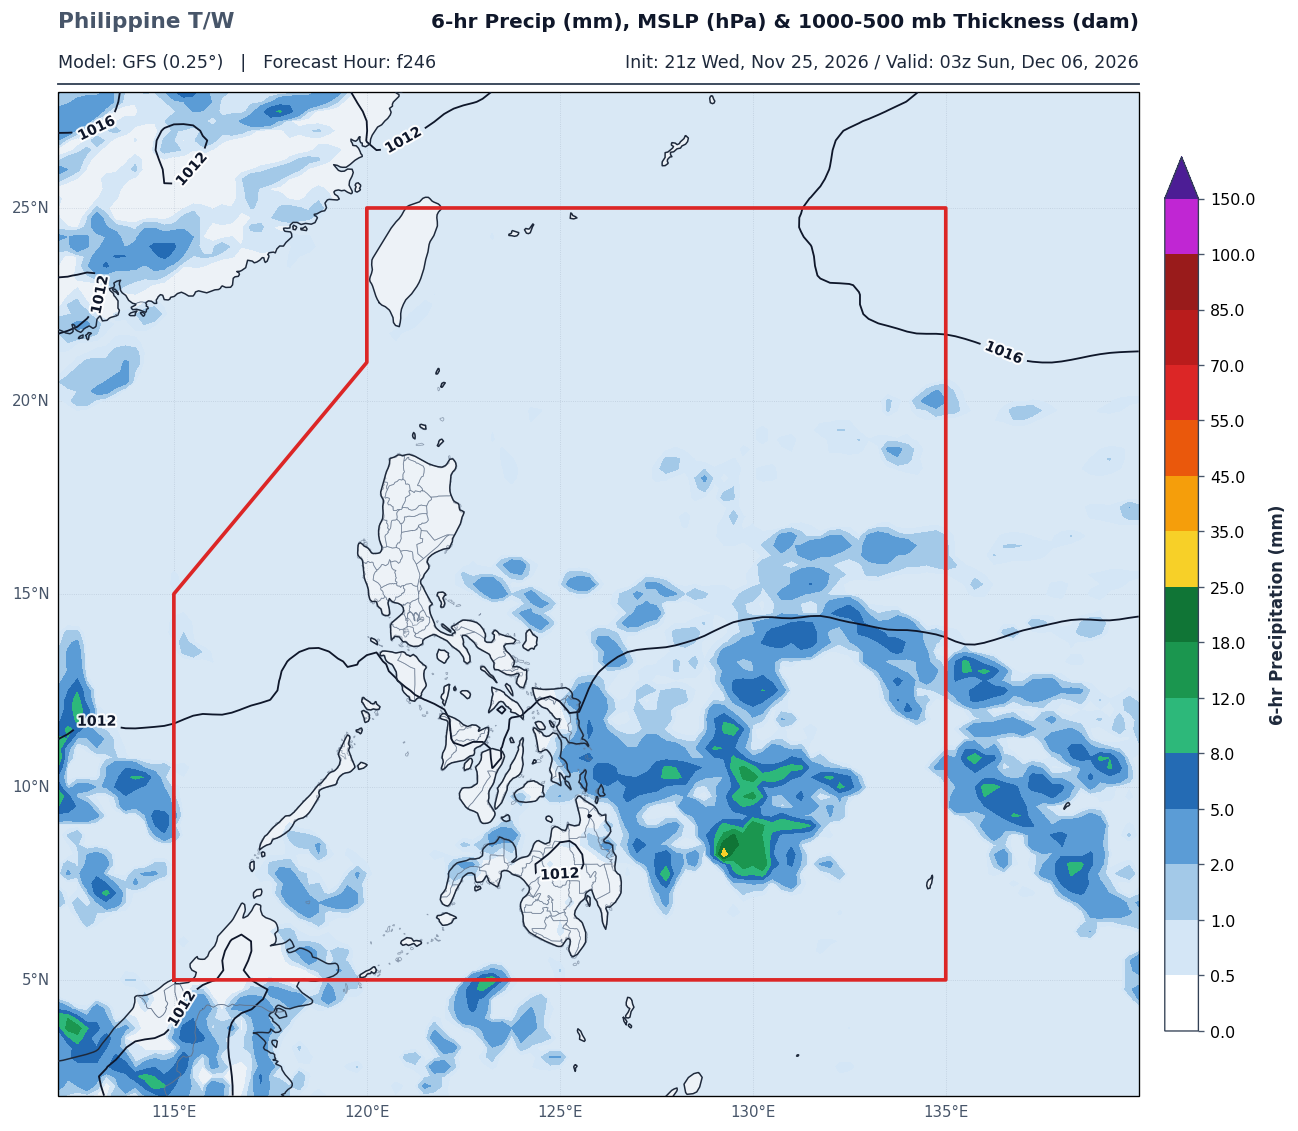 Philippine T/W
6-hr Precip (mm), MSLP (hPa) & 1000-500 mb Thickness (dam)
Model: GFS (0.25°) | Forecast Hour: f246
Init: 21z Wed, Nov 25, 2026 / Valid: 03z Sun, Dec 06, 2026
1016
1012
1012
1012
1016
1012
1012
1012
25°N
20°N
15°N
10°N
5°N
115°E
120°E
125°E
130°E
135°E
150.0
100.0
85.0
70.0
55.0
45.0
35.0
25.0
18.0
12.0
8.0
5.0
2.0
1.0
0.5
0.0
6-hr Precipitation (mm)